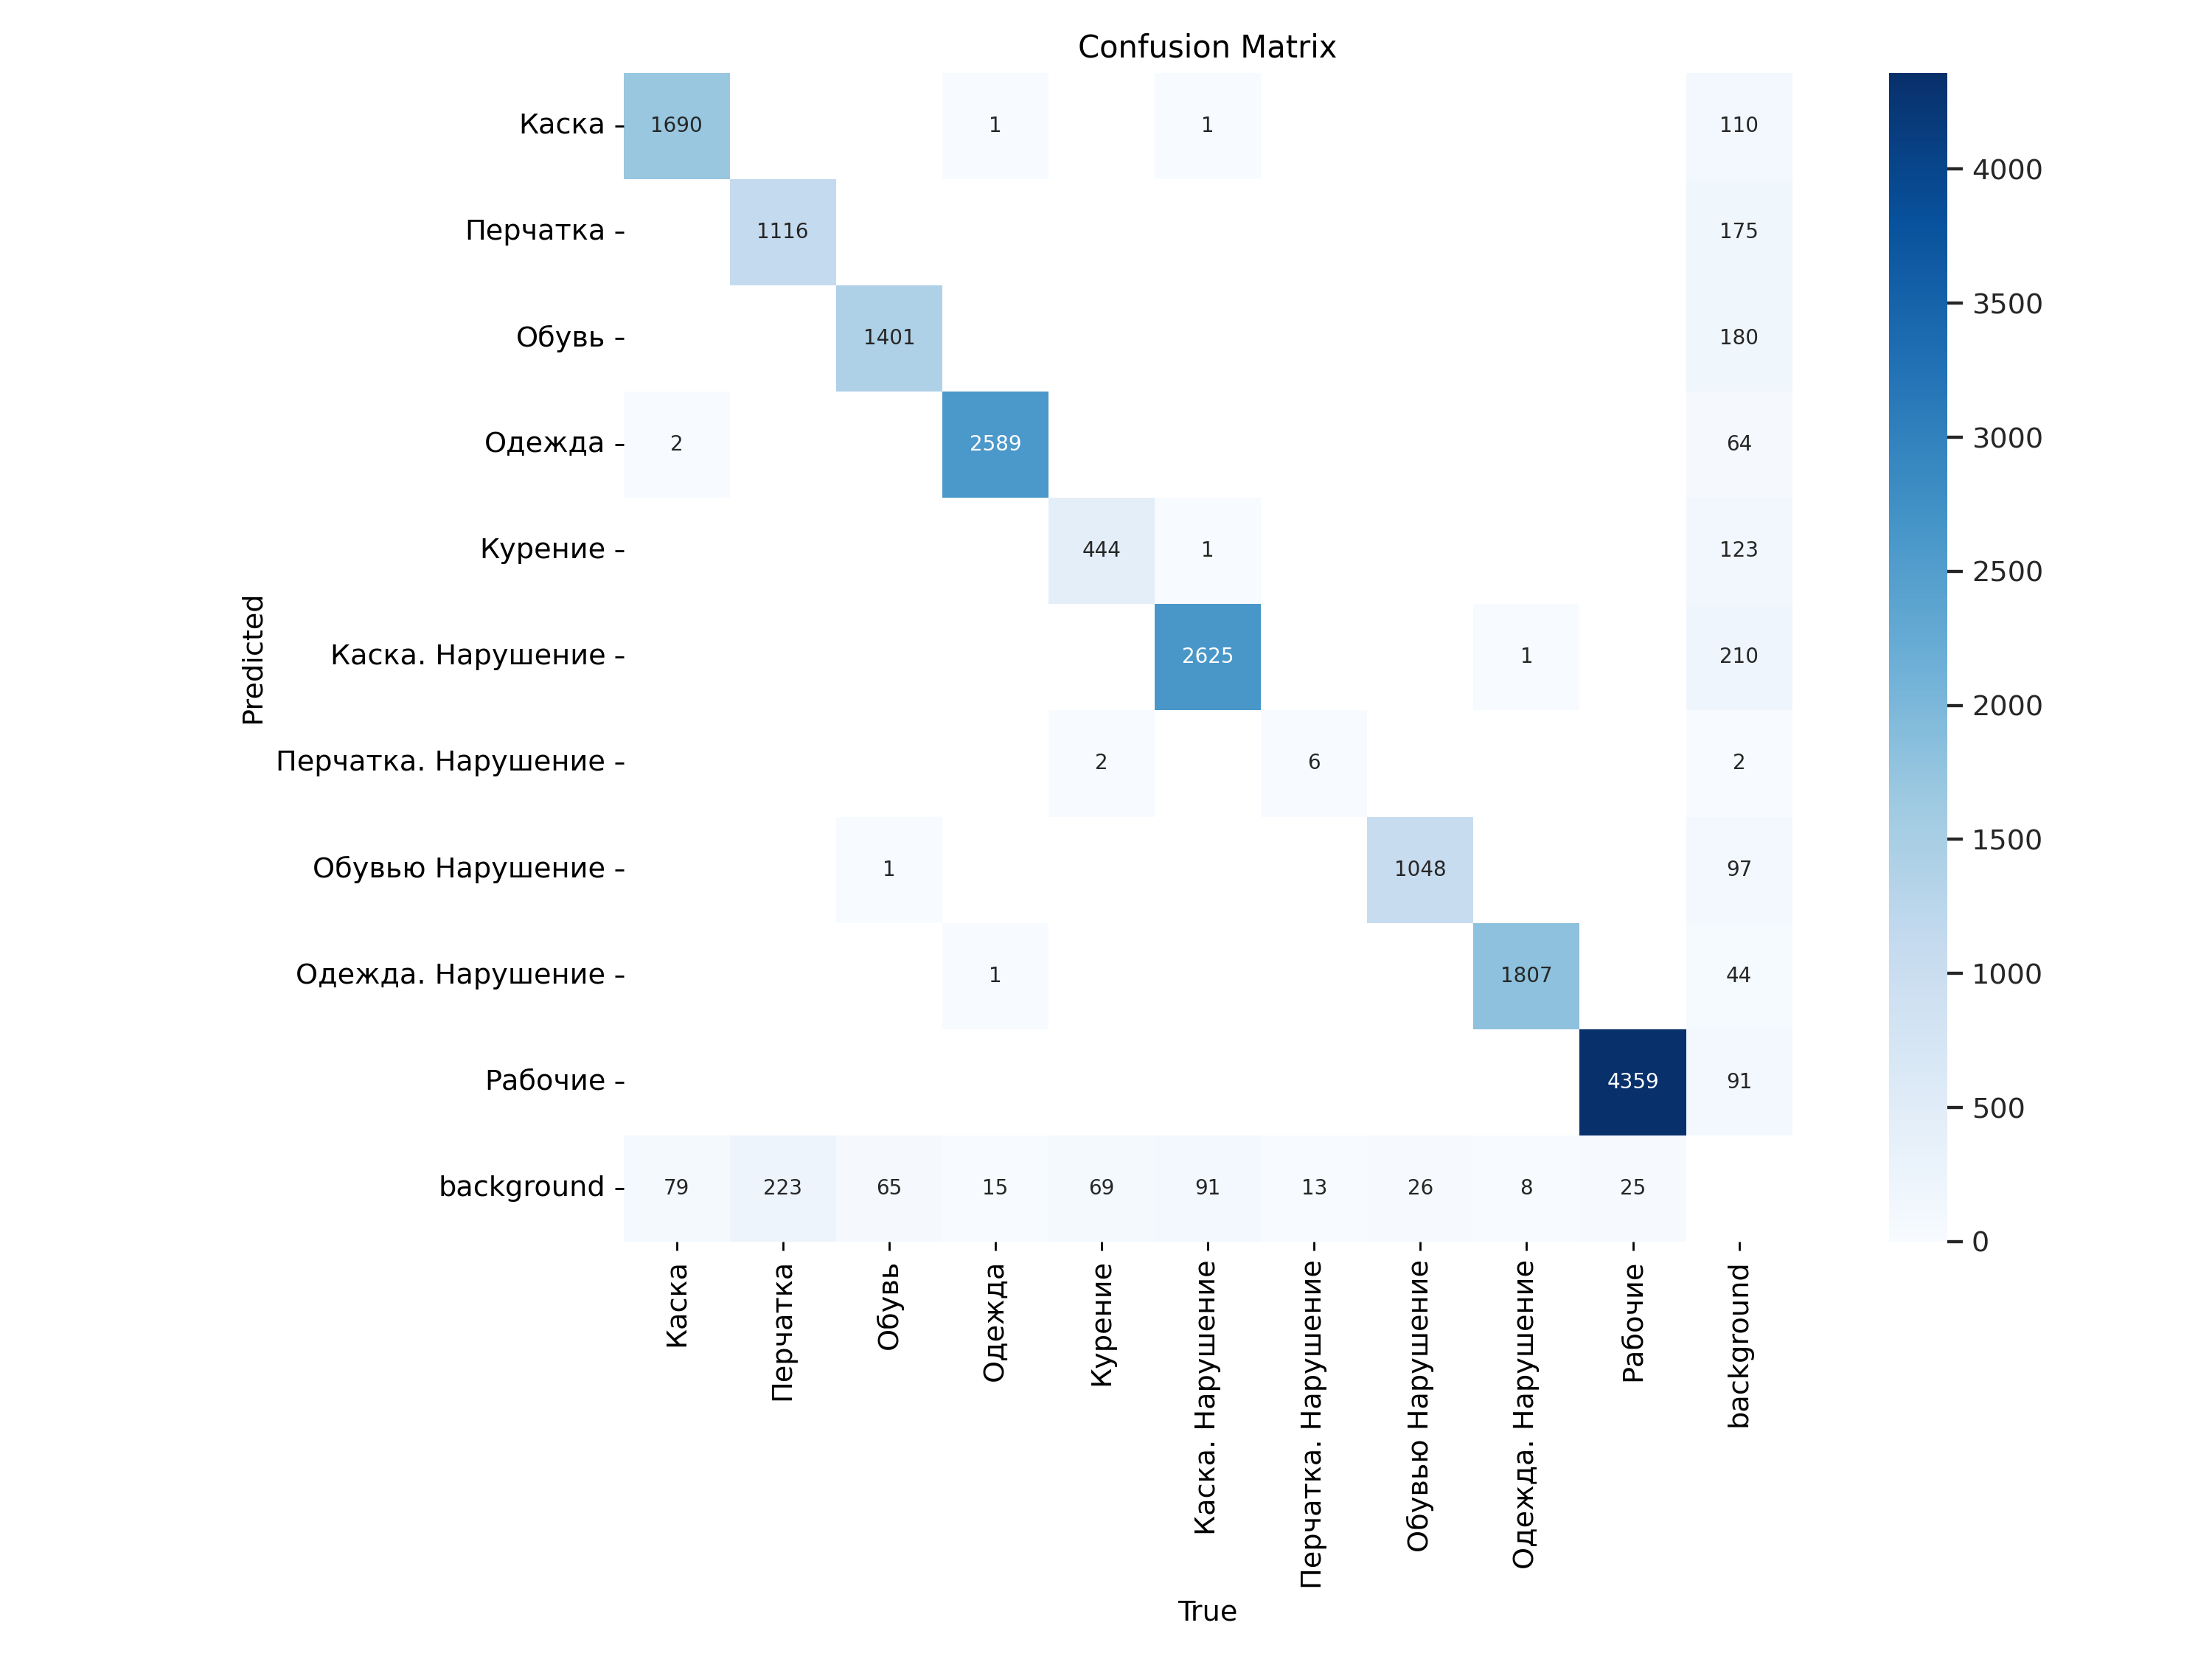 Confusion Matrix
Каска 1690 1 1 110
Перчатка 1116 175
Обувь 1401 180
Одежда 2 2589 64
Курение 444 1 123
Каска. Нарушение 2625 1 210
Перчатка. Нарушение 2 6 2
Обувью Нарушение 1 1048 97
Одежда. Нарушение 1 1807 44
Рабочие 4359 91
background 79 223 65 15 69 91 13 26 8 25
Predicted
Каска
Перчатка
Обувь
Одежда
Курение
Каска. Нарушение
Перчатка. Нарушение
Обувью Нарушение
Одежда. Нарушение
Рабочие
background
True
4000
3500
3000
2500
2000
1500
1000
500
0